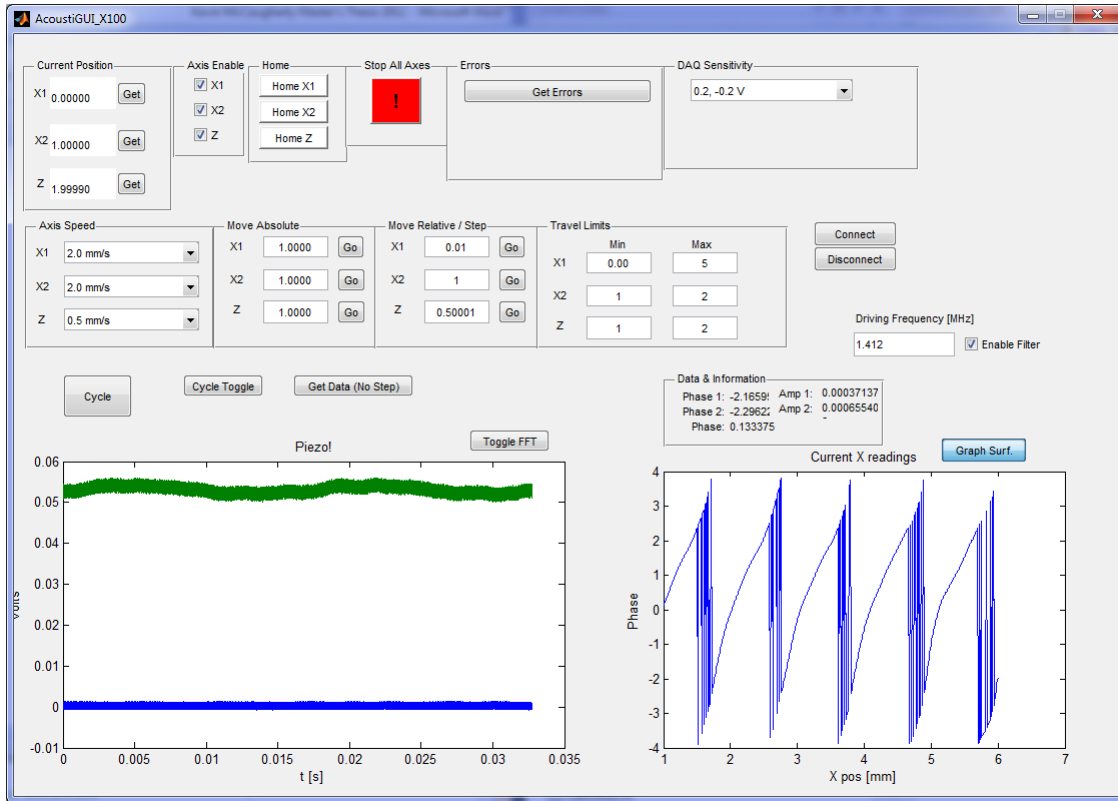 AcoustiGUI_X100
Current Position
X1 0.00000 Get
X2 1.00000 Get
Z 1.99990 Get
Axis Enable
X1
X2
Z
Home
Home X1
Home X2
Home Z
Stop All Axes
!
Errors
Get Errors
DAQ Sensitivity
0.2, -0.2 V
Axis Speed
X1 2.0 mm/s
X2 2.0 mm/s
Z 0.5 mm/s
Move Absolute
X1 1.0000 Go
X2 1.0000 Go
Z 1.0000 Go
Move Relative / Step
X1 0.01 Go
X2 1 Go
Z 0.50001 Go
Travel Limits
Min Max
X1 0.00 5
X2 1 2
Z 1 2
Connect
Disconnect
Driving Frequency [MHz]
1.412 Enable Filter
Cycle
Cycle Toggle
Get Data (No Step)
Data & Information
Phase 1: -2.1659 Amp 1: 0.00037137
Phase 2: -2.2962 Amp 2: 0.00065540
Phase: 0.133375
Toggle FFT
Graph Surf.
Piezo!
0.06
0.05
0.04
0.03
0.02
0.01
0
-0.01
Volts
0 0.005 0.01 0.015 0.02 0.025 0.03 0.035
t [s]
Current X readings
4
3
2
1
0
-1
-2
-3
-4
Phase
1 2 3 4 5 6 7
X pos [mm]